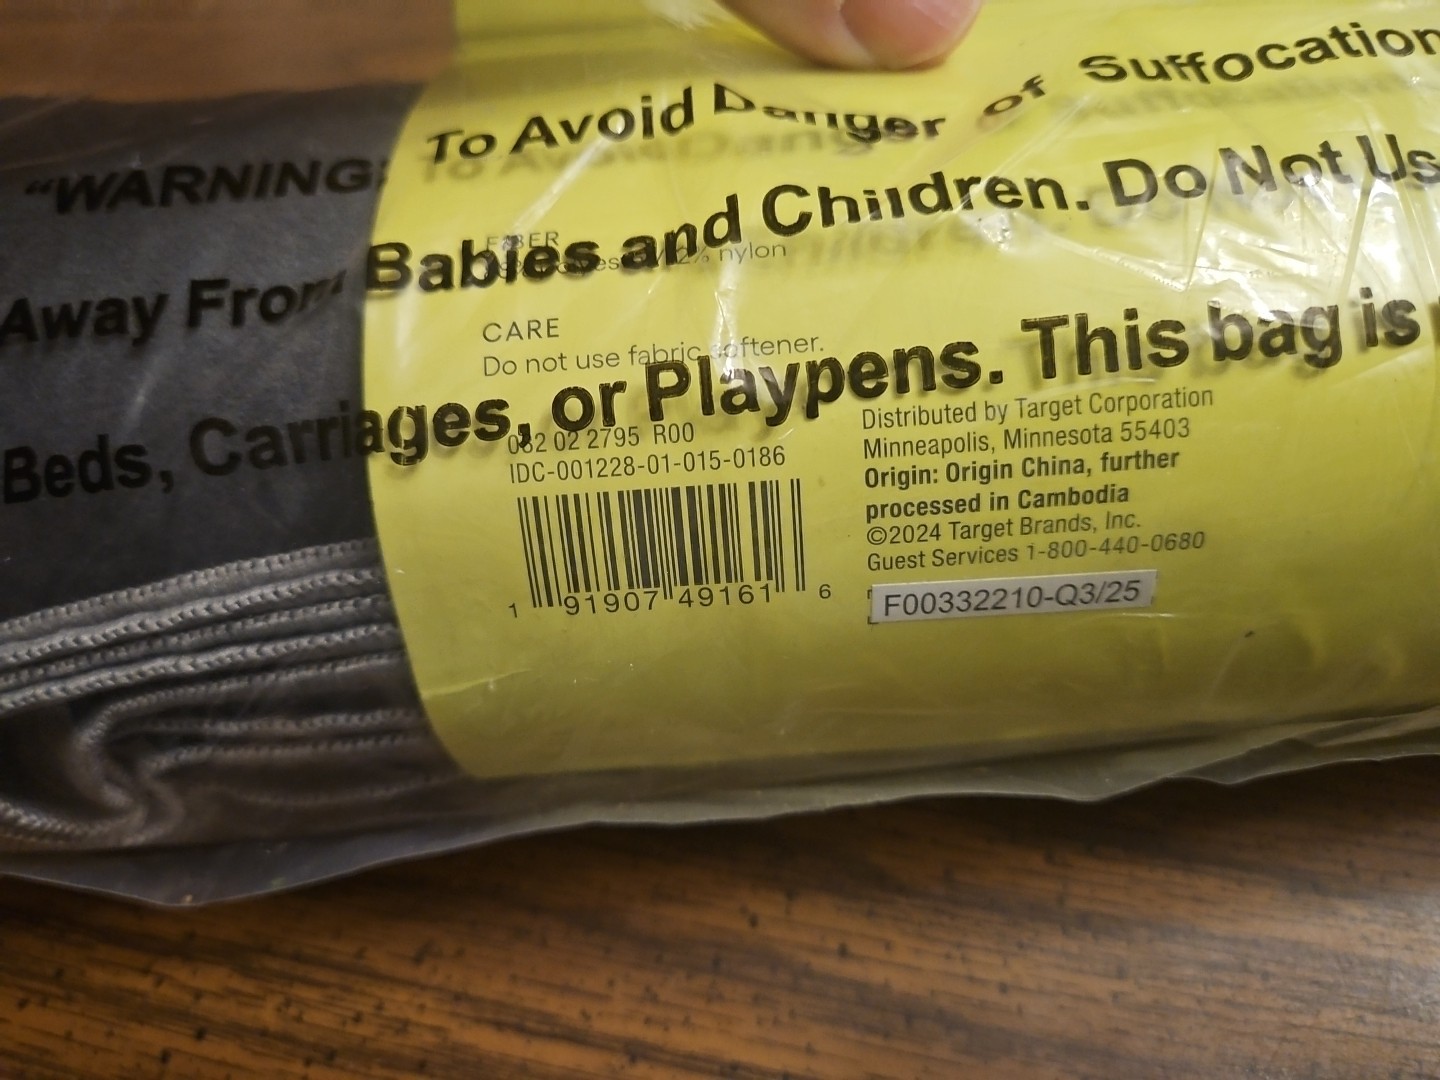 “WARNING: To Avoid Danger of Suffocation
Away From Babies and Children. Do Not Us
Beds, Carriages, or Playpens. This bag is
FIBER
nylon
CARE
Do not use fabric softener.
082 02 2795 R00
IDC-001228-01-015-0186
1 91907 49161 6
Distributed by Target Corporation
Minneapolis, Minnesota 55403
Origin: Origin China, further
processed in Cambodia
©2024 Target Brands, Inc.
Guest Services 1-800-440-0680
F00332210-Q3/25